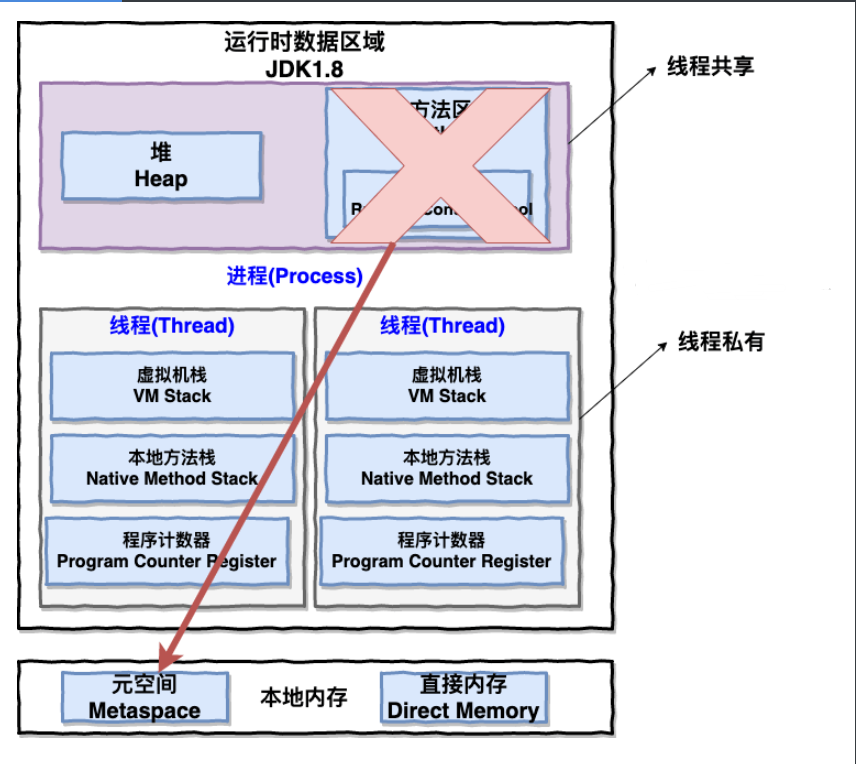 运行时数据区域
JDK1.8
线程共享
方法区
堆
Heap
进程(Process)
线程(Thread)
线程(Thread)
线程私有
虚拟机栈
VM Stack
虚拟机栈
VM Stack
本地方法栈
Native Method Stack
本地方法栈
Native Method Stack
程序计数器
Program Counter Register
程序计数器
Program Counter Register
元空间
Metaspace
本地内存
直接内存
Direct Memory